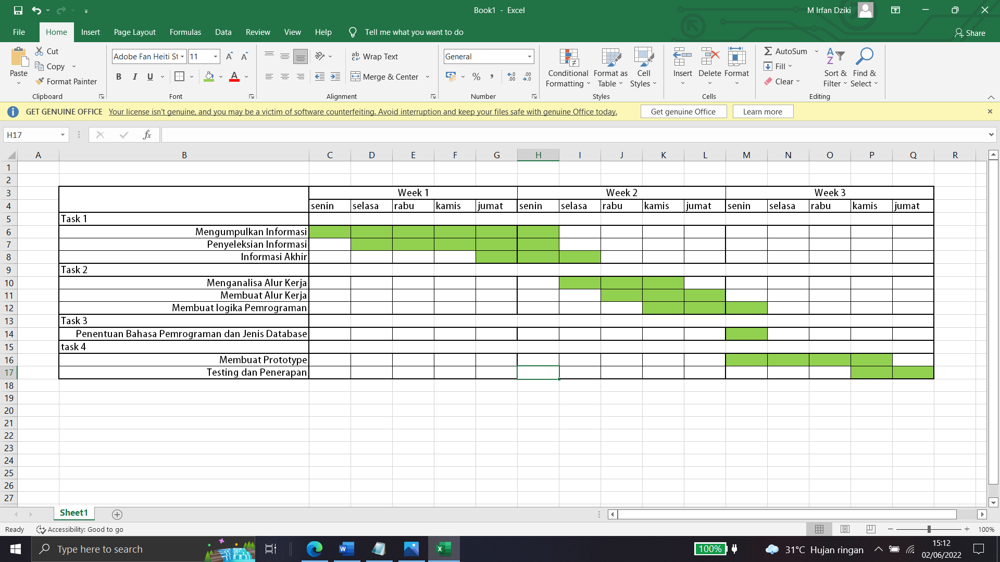 Book1 - Excel
M Irfan Dziki
File Home Insert Page Layout Formulas Data Review View Help Tell me what you want to do
Share
Paste
Cut
Copy
Format Painter
Clipboard
Adobe Fan Heiti St 11
B I U
Font
Wrap Text
Merge & Center
Alignment
General
Number
Conditional Formatting
Format as Table
Cell Styles
Styles
Insert Delete Format
Cells
AutoSum
Fill
Clear
Sort & Filter
Find & Select
Editing
GET GENUINE OFFICE Your license isn't genuine, and you may be a victim of software counterfeiting. Avoid interruption and keep your files safe with genuine Office today. Get genuine Office Learn more
H17 fx
A B C D E F G H I J K L M N O P Q R
1
2
3 Week 1 Week 2 Week 3
4 senin selasa rabu kamis jumat senin selasa rabu kamis jumat senin selasa rabu kamis jumat
5 Task 1
6 Mengumpulkan Informasi
7 Penyeleksian Informasi
8 Informasi Akhir
9 Task 2
10 Menganalisa Alur Kerja
11 Membuat Alur Kerja
12 Membuat logika Pemrograman
13 Task 3
14 Penentuan Bahasa Pemrograman dan Jenis Database
15 task 4
16 Membuat Prototype
17 Testing dan Penerapan
18
19
20
21
22
23
24
25
26
27
Sheet1
Ready Accessibility: Good to go 100%
Type here to search
100% 31°C Hujan ringan
15:12
02/06/2022